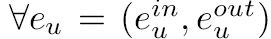 ∀e_u = (e_u^{in}, e_u^{out})